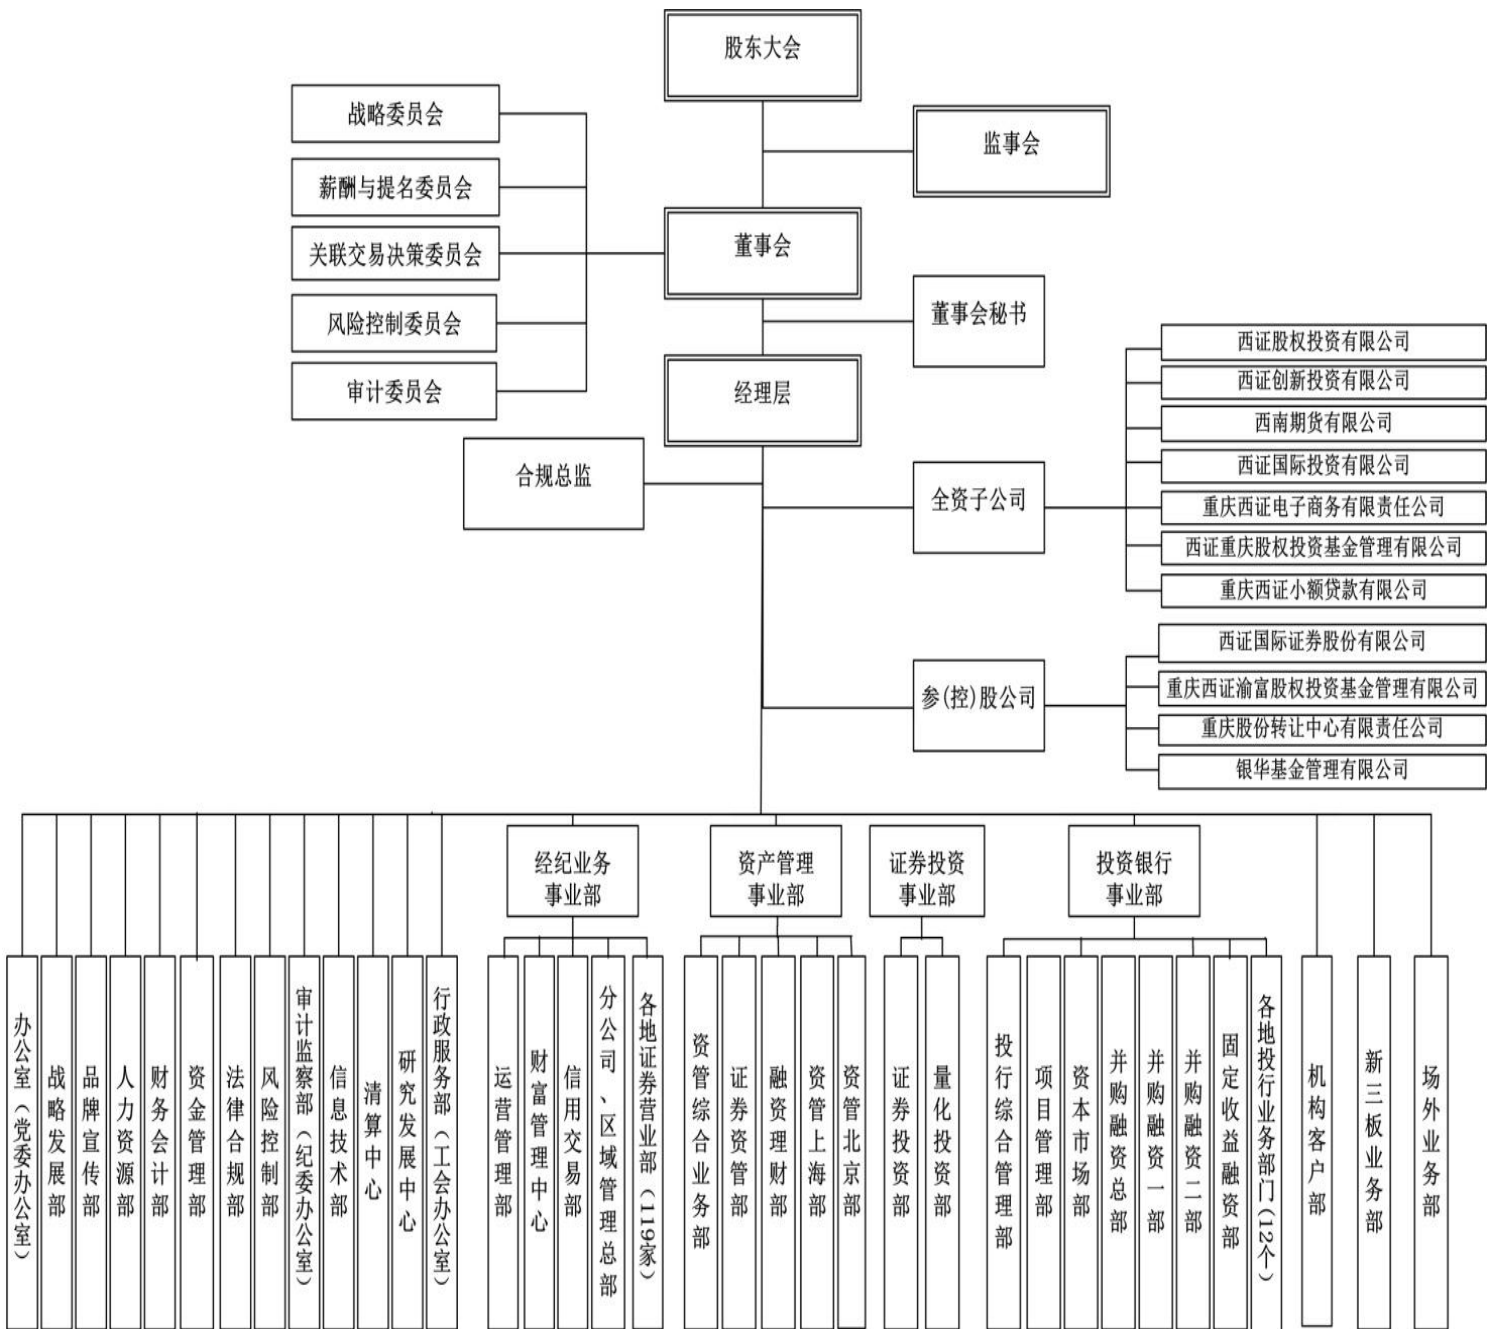 股东大会
战略委员会
监事会
薪酬与提名委员会
董事会
关联交易决策委员会
董事会秘书
风险控制委员会
经理层
审计委员会
合规总监
全资子公司
西证股权投资有限公司
西证创新投资有限公司
西南期货有限公司
西证国际投资有限公司
重庆西证电子商务有限责任公司
西证重庆股权投资基金管理有限公司
重庆西证小额贷款有限公司
参(控)股公司
西证国际证券股份有限公司
重庆西证渝富股权投资基金管理有限公司
重庆股份转让中心有限责任公司
银华基金管理有限公司
经纪业务
事业部
资产管理
事业部
证券投资
事业部
投资银行
事业部
办公室（党委办公室）
战略发展部
品牌宣传部
人力资源部
财务会计部
资金管理部
法律合规部
风险控制部
审计监察部（纪委办公室）
信息技术部
清算中心
研究发展中心
行政服务部（工会办公室）
运营管理部
财富管理中心
信用交易部
分公司、区域管理总部
各地证券营业部（119家）
资管综合业务部
证券资管部
融资理财部
资管上海部
资管北京部
证券投资部
量化投资部
投行综合管理部
项目管理部
资本市场部
并购融资总部
并购融资一部
并购融资二部
固定收益融资部
各地投行业务部门（12个）
机构客户部
新三板业务部
场外业务部